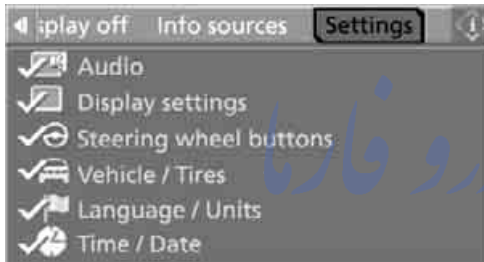 splay off Info sources Settings
Audio
Display settings
Steering wheel buttons
Vehicle / Tires
Language / Units
Time / Date